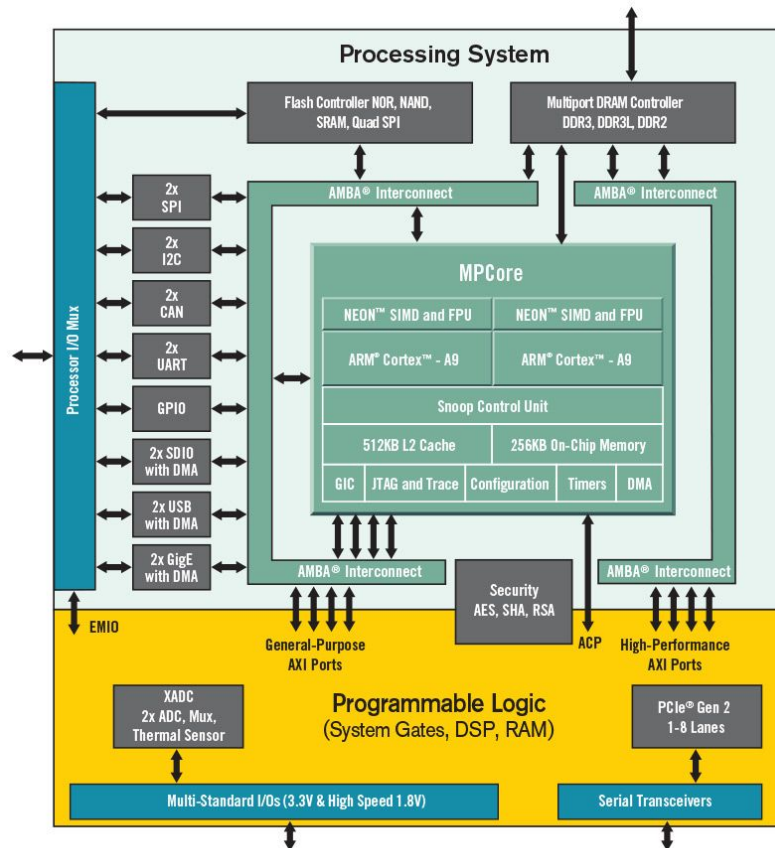 Processing System
Flash Controller NOR, NAND,
SRAM, Quad SPI
Multiport DRAM Controller
DDR3, DDR3L, DDR2
Processor I/O Mux
2x
SPI
2x
I2C
2x
CAN
2x
UART
GPIO
2x SDIO
with DMA
2x USB
with DMA
2x GigE
with DMA
AMBA® Interconnect
AMBA® Interconnect
MPCore
NEON™ SIMD and FPU
NEON™ SIMD and FPU
ARM® Cortex™ - A9
ARM® Cortex™ - A9
Snoop Control Unit
512KB L2 Cache
256KB On-Chip Memory
GIC
JTAG and Trace
Configuration
Timers
DMA
AMBA® Interconnect
AMBA® Interconnect
Security
AES, SHA, RSA
EMIO
General-Purpose
AXI Ports
ACP
High-Performance
AXI Ports
XADC
2x ADC, Mux,
Thermal Sensor
Programmable Logic
(System Gates, DSP, RAM)
PCIe® Gen 2
1-8 Lanes
Multi-Standard I/Os (3.3V & High Speed 1.8V)
Serial Transceivers